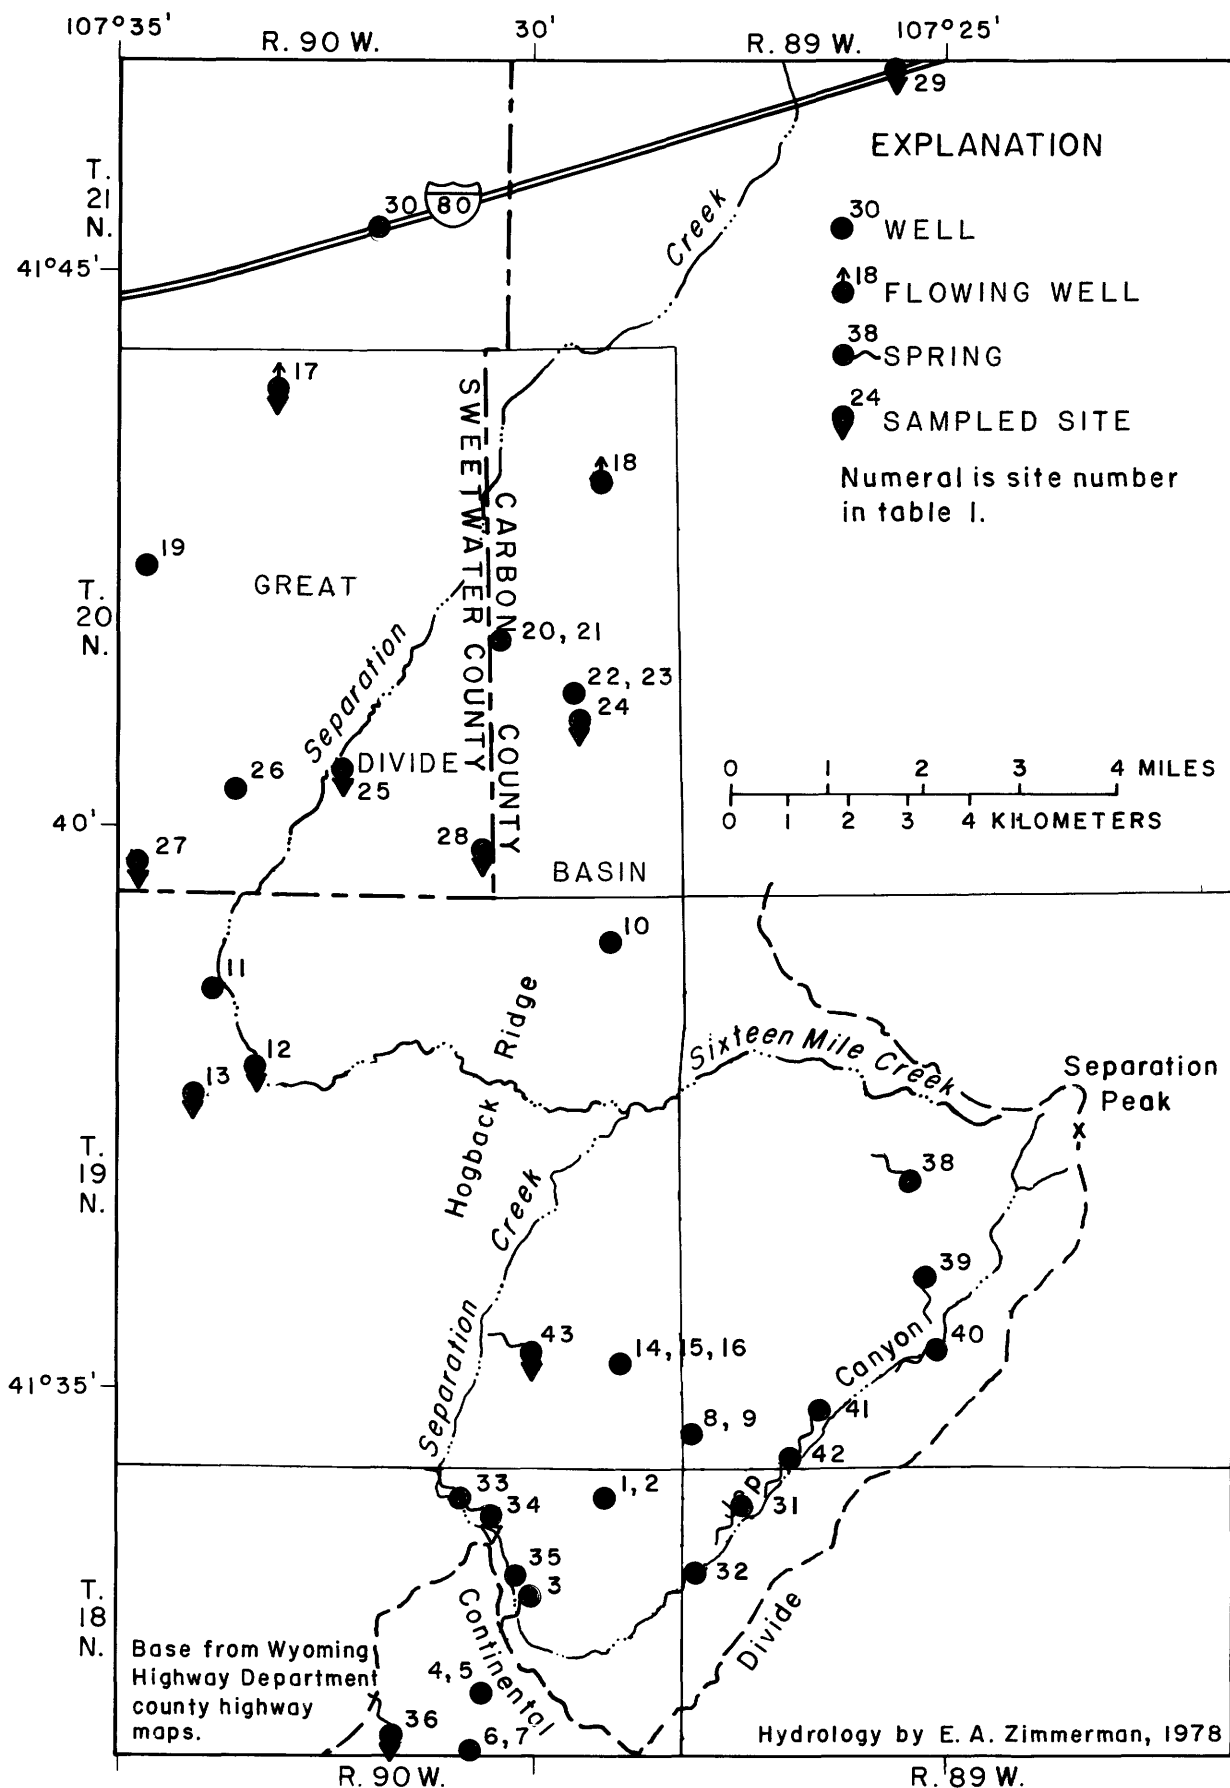 107°35'
R. 90 W.
30'
R. 89 W.
107°25'
29
EXPLANATION
T.
21
N.
30
80
Creek
30 WELL
41°45'
18 FLOWING WELL
38 SPRING
17
24 SAMPLED SITE
18
Numeral is site number
in table 1.
SWEETWATER COUNTY
CARBON COUNTY
19
GREAT
T.
20
N.
20, 21
Separation
22, 23
24
DIVIDE
26
25
0 1 2 3 4 MILES
0 1 2 3 4 KILOMETERS
40'
27
28
BASIN
10
11
Hogback Ridge
Sixteen Mile Creek
12
13
Separation
Peak
x
T.
19
N.
38
Separation Creek
39
43
14, 15, 16
40
Canyon
41°35'
41
8, 9
42
33
34
1, 2
Jap
31
35
3
32
T.
18
N.
Continental
Divide
Base from Wyoming
Highway Department
county highway
maps.
4, 5
36
6, 7
Hydrology by E. A. Zimmerman, 1978
R. 90 W.
30'
R. 89 W.